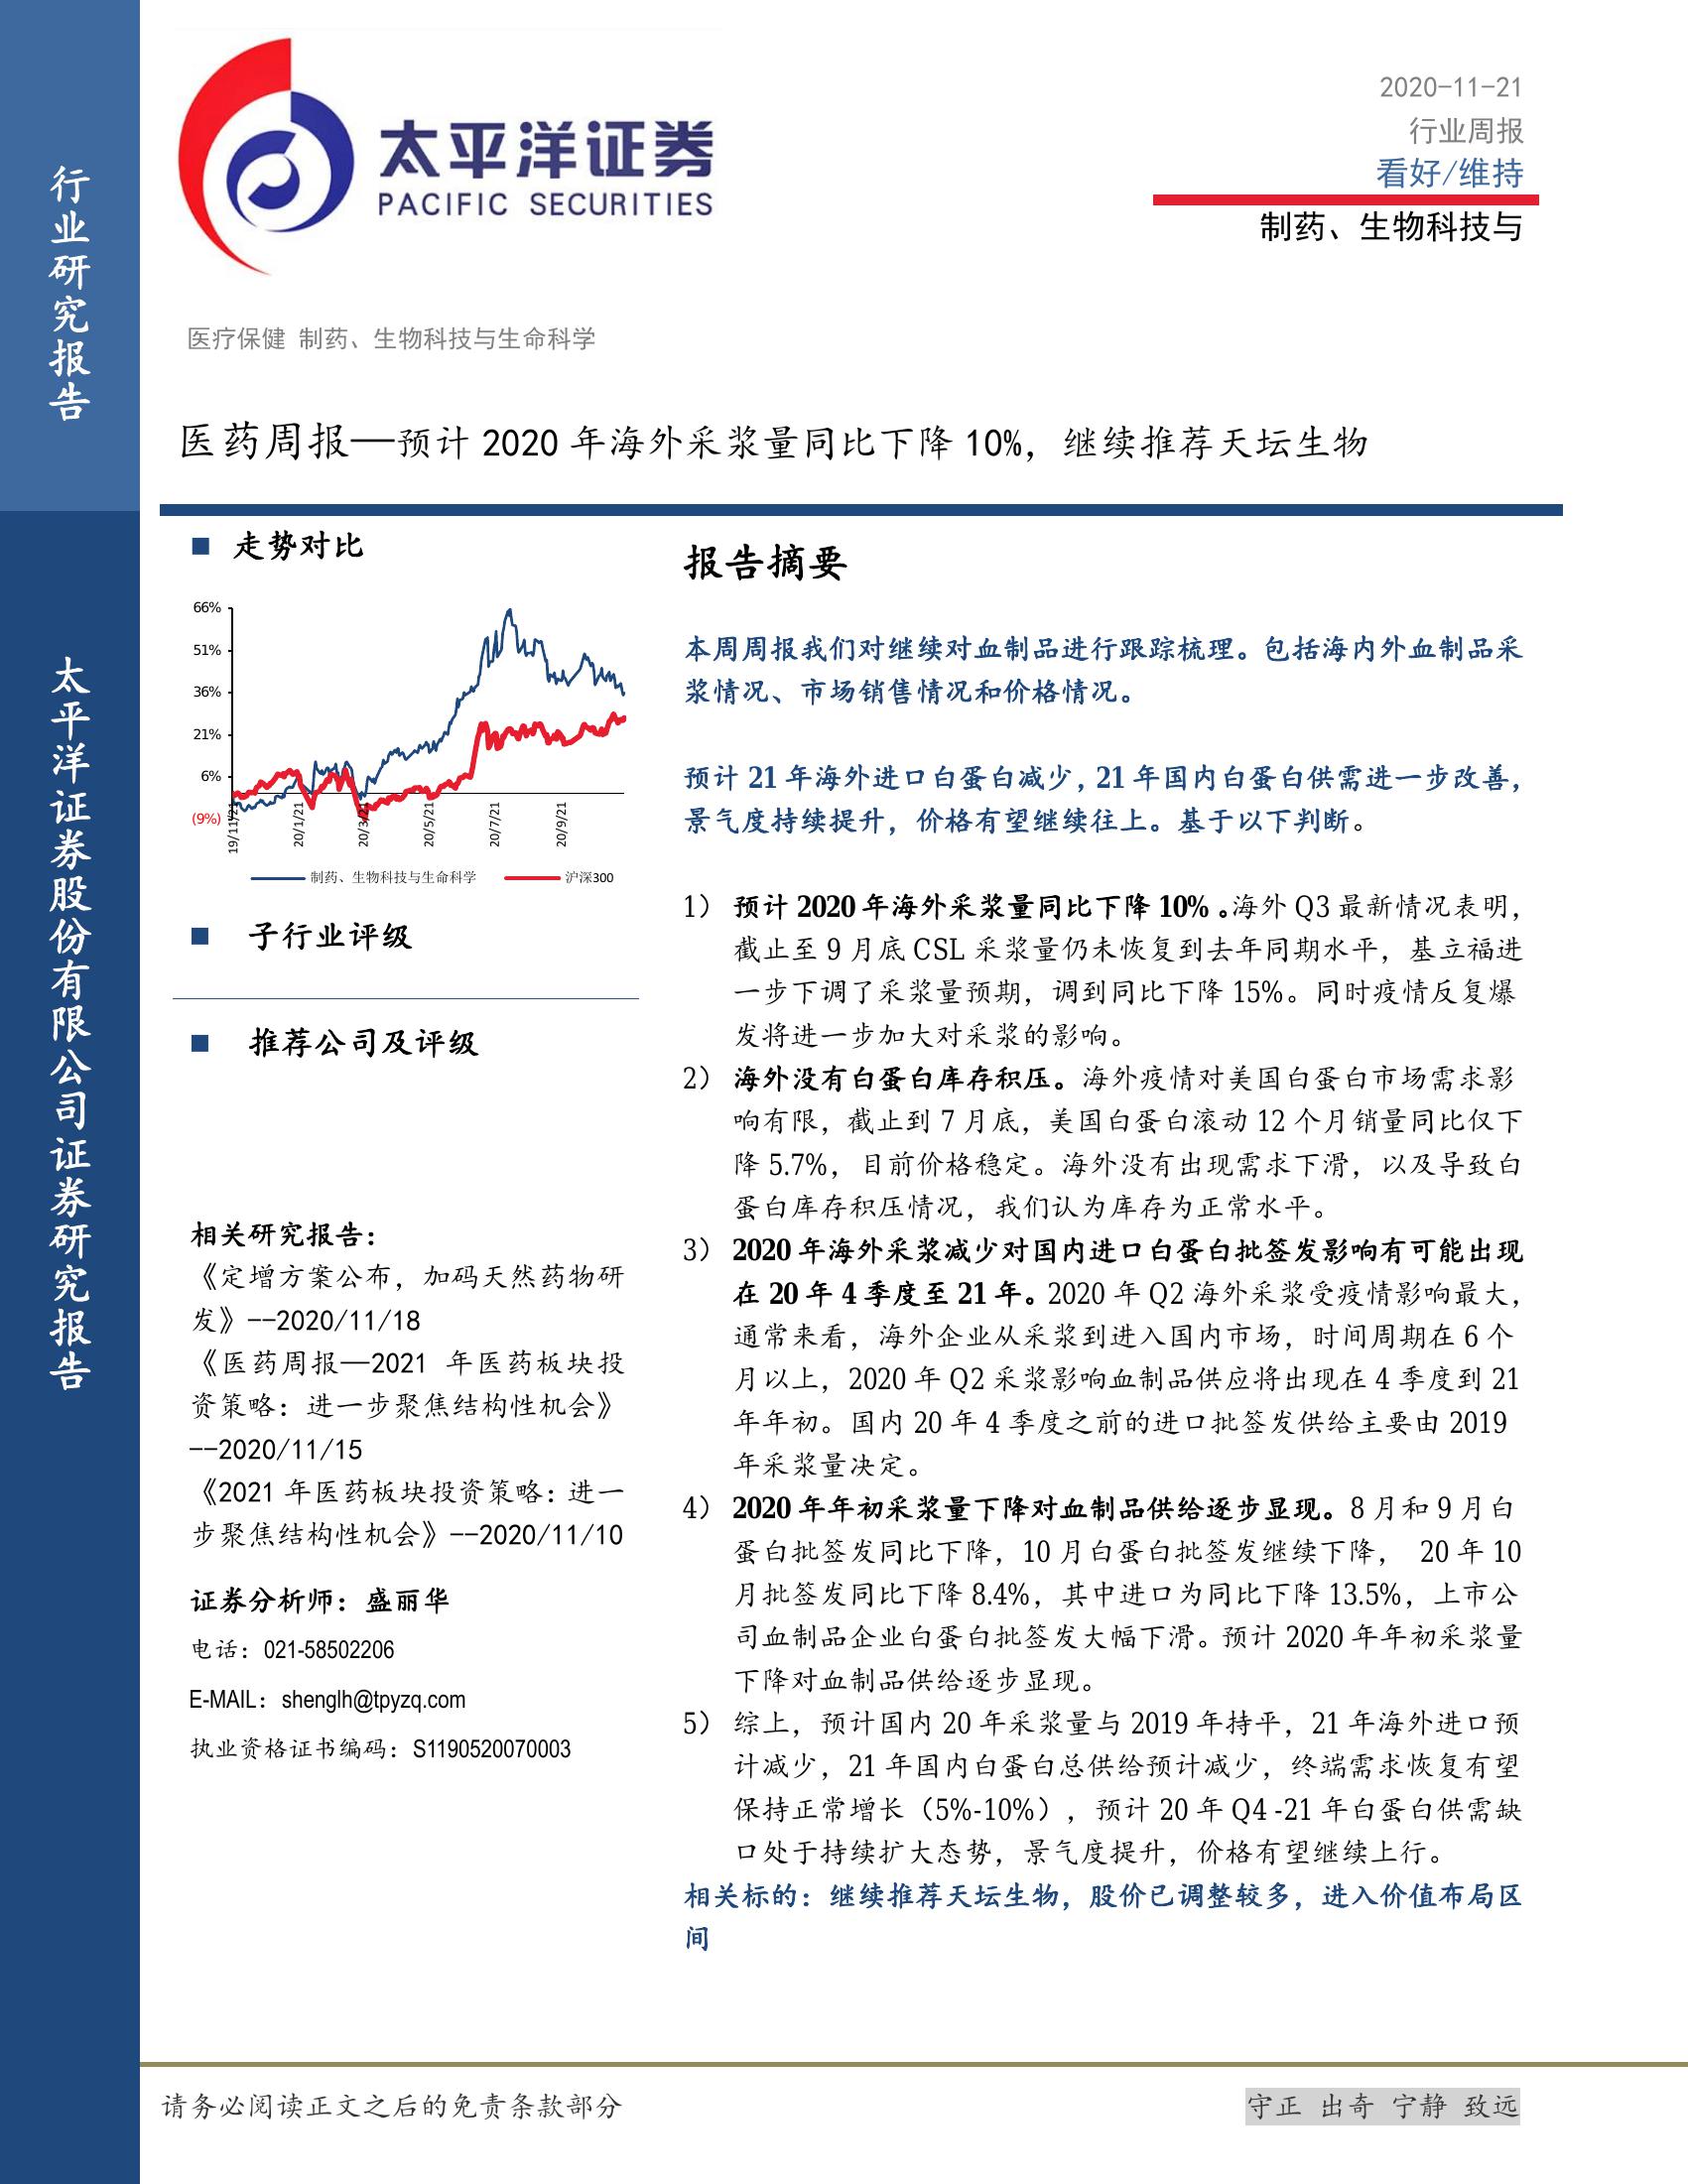 行业研究报告
太平洋证券股份有限公司证券研究报告
太平洋证券
PACIFIC SECURITIES
2020-11-21
行业周报
看好/维持
制药、生物科技与
医疗保健 制药、生物科技与生命科学
医药周报—预计 2020 年海外采浆量同比下降 10%，继续推荐天坛生物
■ 走势对比
66%
51%
36%
21%
6%
(9%)
19/11/21
20/1/21
20/3/21
20/5/21
20/7/21
20/9/21
制药、生物科技与生命科学
沪深300
■ 子行业评级
■ 推荐公司及评级
相关研究报告：
《定增方案公布，加码天然药物研
发》--2020/11/18
《医药周报—2021 年医药板块投
资策略：进一步聚焦结构性机会》
--2020/11/15
《2021 年医药板块投资策略：进一
步聚焦结构性机会》--2020/11/10
证券分析师：盛丽华
电话：021-58502206
E-MAIL：shenglh@tpyzq.com
执业资格证书编码：S1190520070003
报告摘要
本周周报我们对继续对血制品进行跟踪梳理。包括海内外血制品采
浆情况、市场销售情况和价格情况。
预计 21 年海外进口白蛋白减少，21 年国内白蛋白供需进一步改善，
景气度持续提升，价格有望继续往上。基于以下判断。
1） 预计 2020 年海外采浆量同比下降 10% 。海外 Q3 最新情况表明，
截止至 9 月底 CSL 采浆量仍未恢复到去年同期水平，基立福进
一步下调了采浆量预期，调到同比下降 15%。同时疫情反复爆
发将进一步加大对采浆的影响。
2） 海外没有白蛋白库存积压。海外疫情对美国白蛋白市场需求影
响有限，截止到 7 月底，美国白蛋白滚动 12 个月销量同比仅下
降 5.7%，目前价格稳定。海外没有出现需求下滑，以及导致白
蛋白库存积压情况，我们认为库存为正常水平。
3） 2020 年海外采浆减少对国内进口白蛋白批签发影响有可能出现
在 20 年 4 季度至 21 年。2020 年 Q2 海外采浆受疫情影响最大，
通常来看，海外企业从采浆到进入国内市场，时间周期在 6 个
月以上，2020 年 Q2 采浆影响血制品供应将出现在 4 季度到 21
年年初。国内 20 年 4 季度之前的进口批签发供给主要由 2019
年采浆量决定。
4） 2020 年年初采浆量下降对血制品供给逐步显现。8 月和 9 月白
蛋白批签发同比下降，10 月白蛋白批签发继续下降， 20 年 10
月批签发同比下降 8.4%，其中进口为同比下降 13.5%，上市公
司血制品企业白蛋白批签发大幅下滑。预计 2020 年年初采浆量
下降对血制品供给逐步显现。
5） 综上，预计国内 20 年采浆量与 2019 年持平，21 年海外进口预
计减少，21 年国内白蛋白总供给预计减少，终端需求恢复有望
保持正常增长（5%-10%），预计 20 年 Q4 -21 年白蛋白供需缺
口处于持续扩大态势，景气度提升，价格有望继续上行。
相关标的：继续推荐天坛生物，股价已调整较多，进入价值布局区
间
请务必阅读正文之后的免责条款部分
守正 出奇 宁静 致远